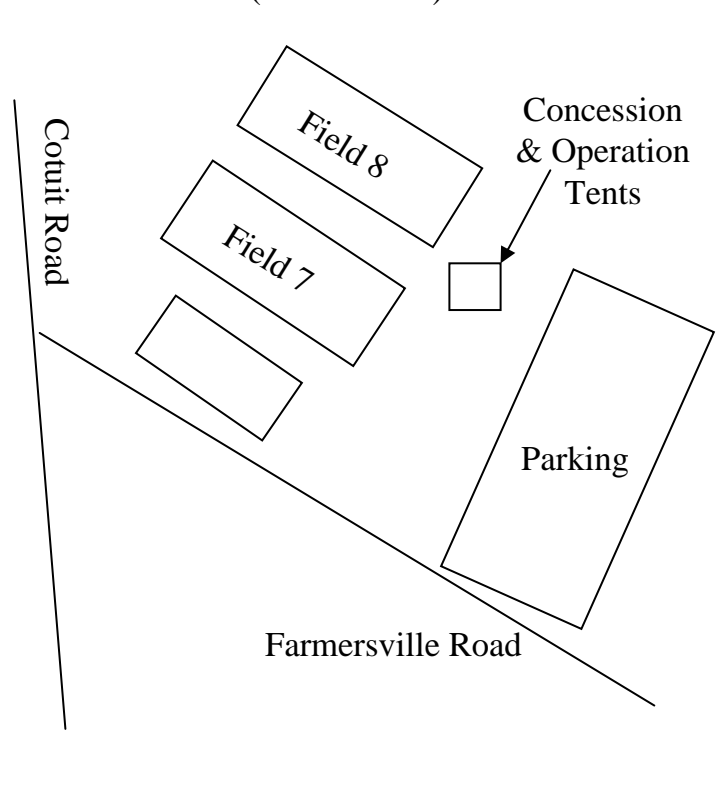 Concession
& Operation
Tents
Field 8
Cotuit Road
Field 7
Parking
Farmersville Road